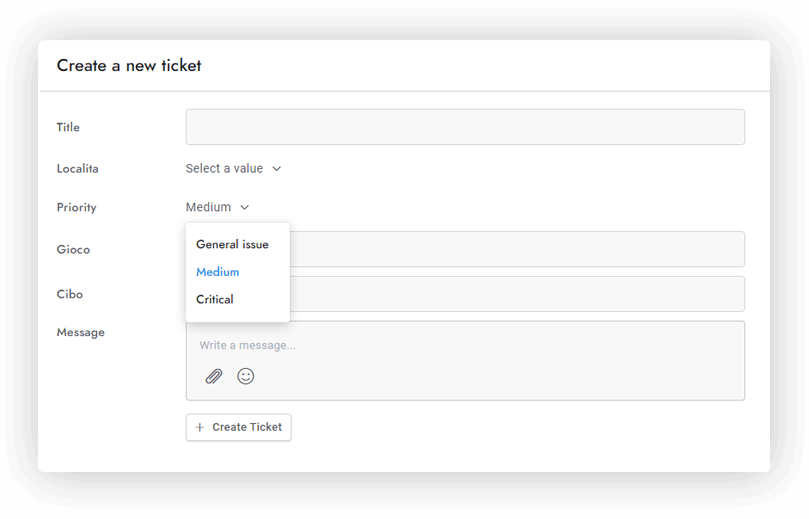 Create a new ticket
Title
Localita
Select a value
Priority
Medium
General issue
Medium
Critical
Gioco
Cibo
Message
Write a message...
Create Ticket